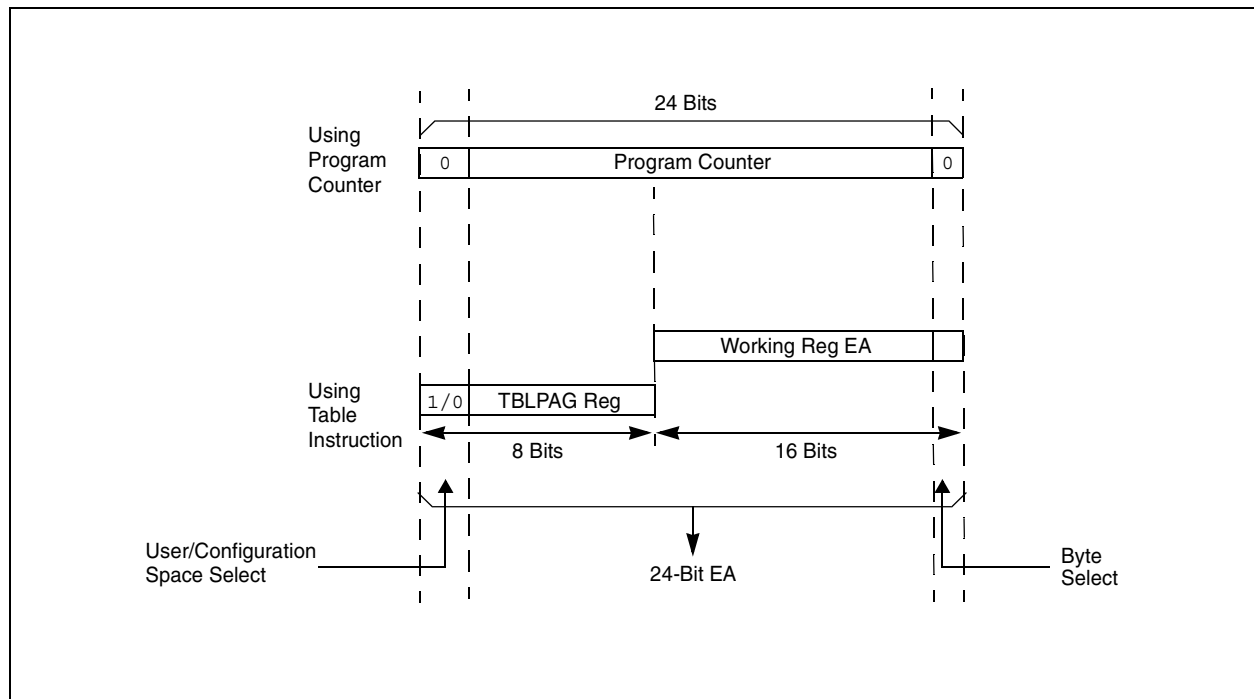 24 Bits
Using
Program
Counter
0
Program Counter
0
Working Reg EA
Using
Table
Instruction
1/0
TBLPAG Reg
8 Bits
16 Bits
User/Configuration
Space Select
24-Bit EA
Byte
Select